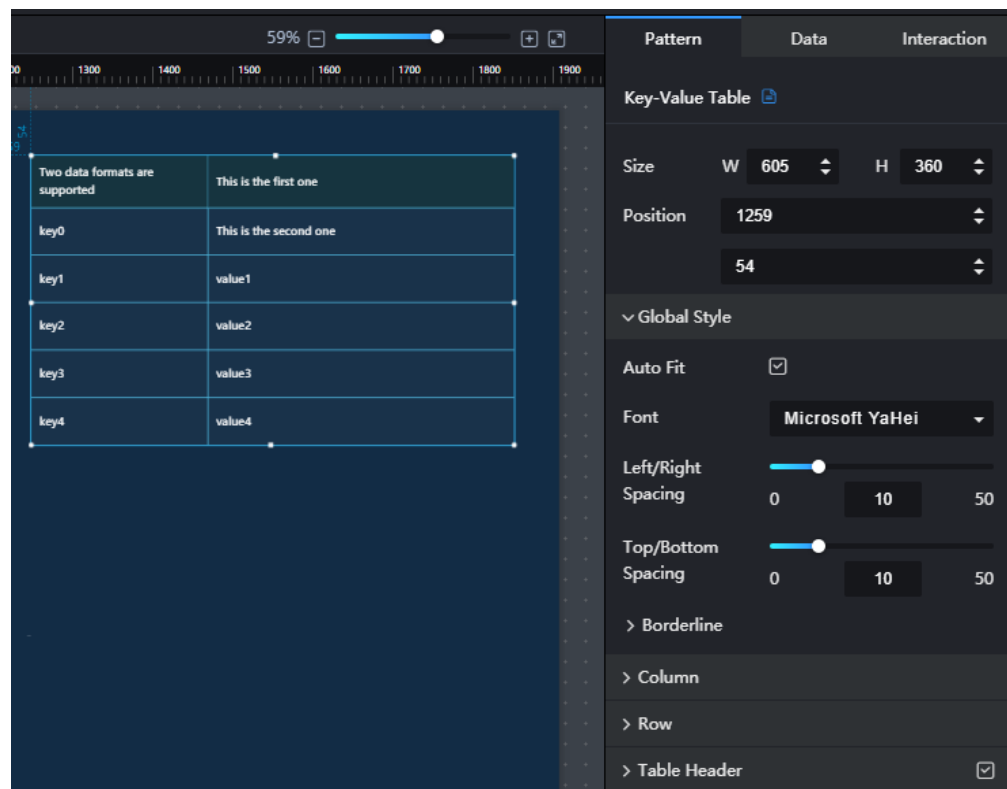 59%
Pattern Data Interaction
00 1300 1400 1500 1600 1700 1800 1900
Key-Value Table
54
59
Size W 605 H 360
Position 1259
54
Two data formats are
supported
This is the first one
key0 This is the second one
key1 value1
key2 value2
key3 value3
key4 value4
Global Style
Auto Fit
Font Microsoft YaHei
Left/Right
Spacing
0 10 50
Top/Bottom
Spacing
0 10 50
Borderline
Column
Row
Table Header